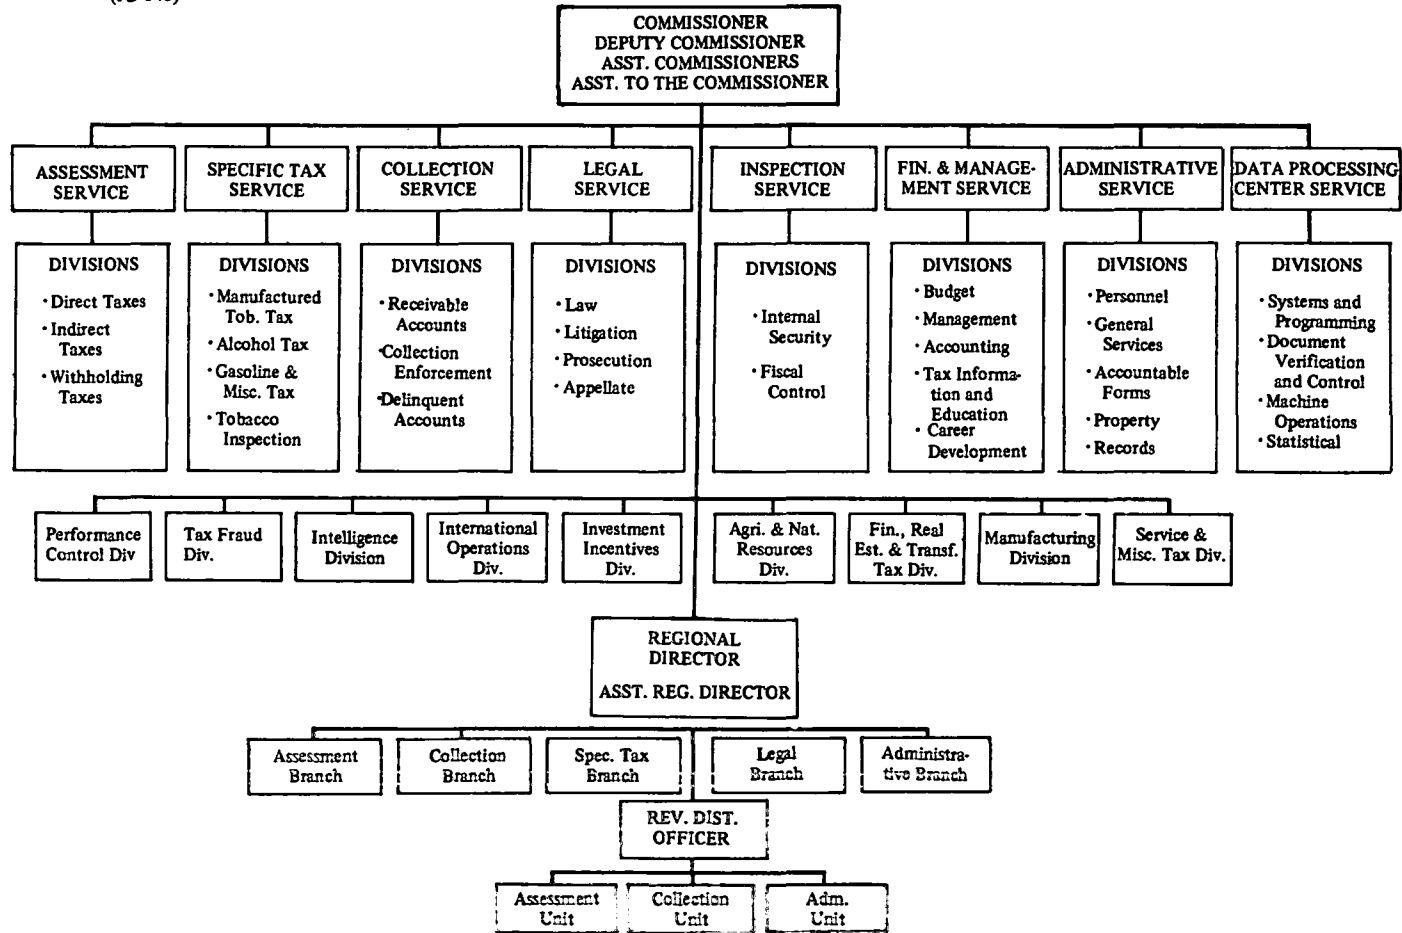 COMMISSIONER
DEPUTY COMMISSIONER
ASST. COMMISSIONERS
ASST. TO THE COMMISSIONER
ASSESSMENT
SERVICE
SPECIFIC TAX
SERVICE
COLLECTION
SERVICE
LEGAL
SERVICE
INSPECTION
SERVICE
FIN. & MANAGE-
MENT SERVICE
ADMINISTRATIVE
SERVICE
DATA PROCESSING
CENTER SERVICE
DIVISIONS
· Direct Taxes
· Indirect
Taxes
· Withholding
Taxes
DIVISIONS
· Manufactured
Tob. Tax
· Alcohol Tax
· Gasoline &
Misc. Tax
· Tobacco
Inspection
DIVISIONS
· Receivable
Accounts
· Collection
Enforcement
· Delinquent
Accounts
DIVISIONS
· Law
· Litigation
· Prosecution
· Appellate
DIVISIONS
· Internal
Security
· Fiscal
Control
DIVISIONS
· Budget
· Management
· Accounting
· Tax Informa-
tion and
Education
· Career
Development
DIVISIONS
· Personnel
· General
Services
· Accountable
Forms
· Property
· Records
DIVISIONS
· Systems and
Programming
· Document
Verification
and Control
· Machine
Operations
· Statistical
Performance
Control Div
Tax Fraud
Div.
Intelligence
Division
International
Operations
Div.
Investment
Incentives
Div.
Agri. & Nat.
Resources
Div.
Fin., Real
Est. & Transf.
Tax Div.
Manufacturing
Division
Service &
Misc. Tax Div.
REGIONAL
DIRECTOR
ASST. REG. DIRECTOR
Assessment
Branch
Collection
Branch
Spec. Tax
Branch
Legal
Branch
Administra-
tive Branch
REV. DIST.
OFFICER
Assessment
Unit
Collection
Unit
Adm.
Unit